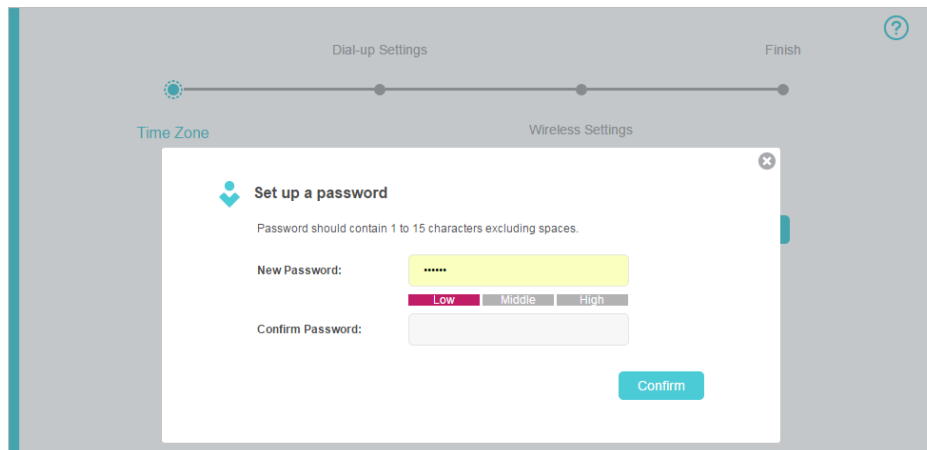 ?
Dial-up Settings
Finish
Time Zone
Wireless Settings
Set up a password
Password should contain 1 to 15 characters excluding spaces.
New Password: ••••••
Low Middle High
Confirm Password:
Confirm